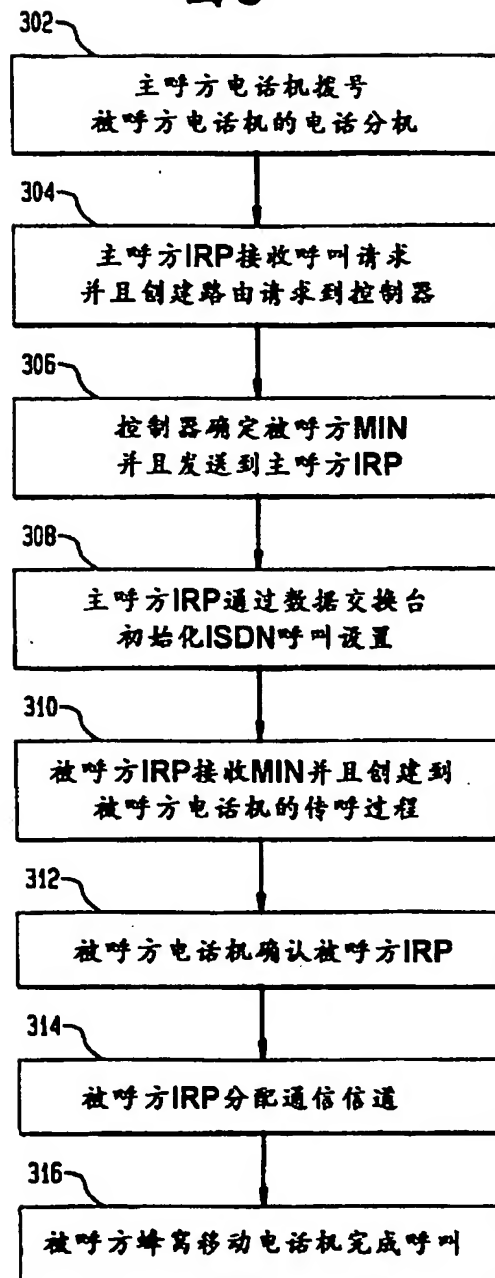 302
主呼方电话机拨号
被呼方电话机的电话分机
304
主呼方IRP接收呼叫请求
并且创建路由请求到控制器
306
控制器确定被呼方MIN
并且发送到主呼方IRP
308
主呼方IRP通过数据交换台
初始化ISDN呼叫设置
310
被呼方IRP接收MIN并且创建到
被呼方电话机的传呼过程
312
被呼方电话机确认被呼方IRP
314
被呼方IRP分配通信信道
316
被呼方蜂窝移动电话机完成呼叫